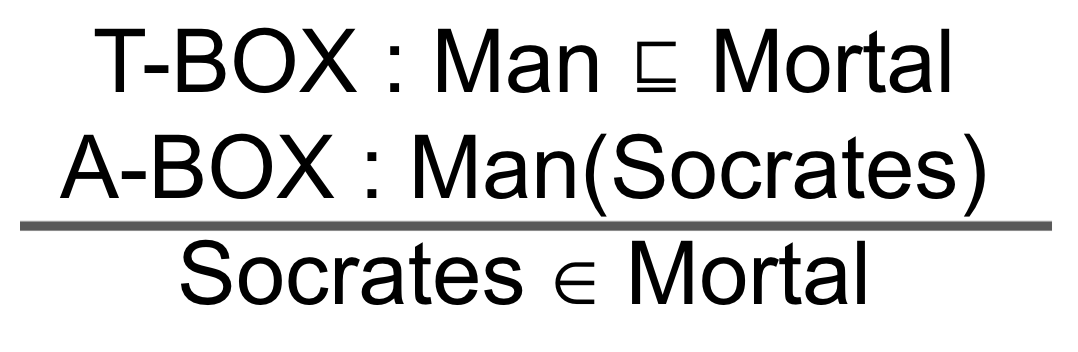 T-BOX : Man ⊑ Mortal
A-BOX : Man(Socrates)
Socrates ∈ Mortal